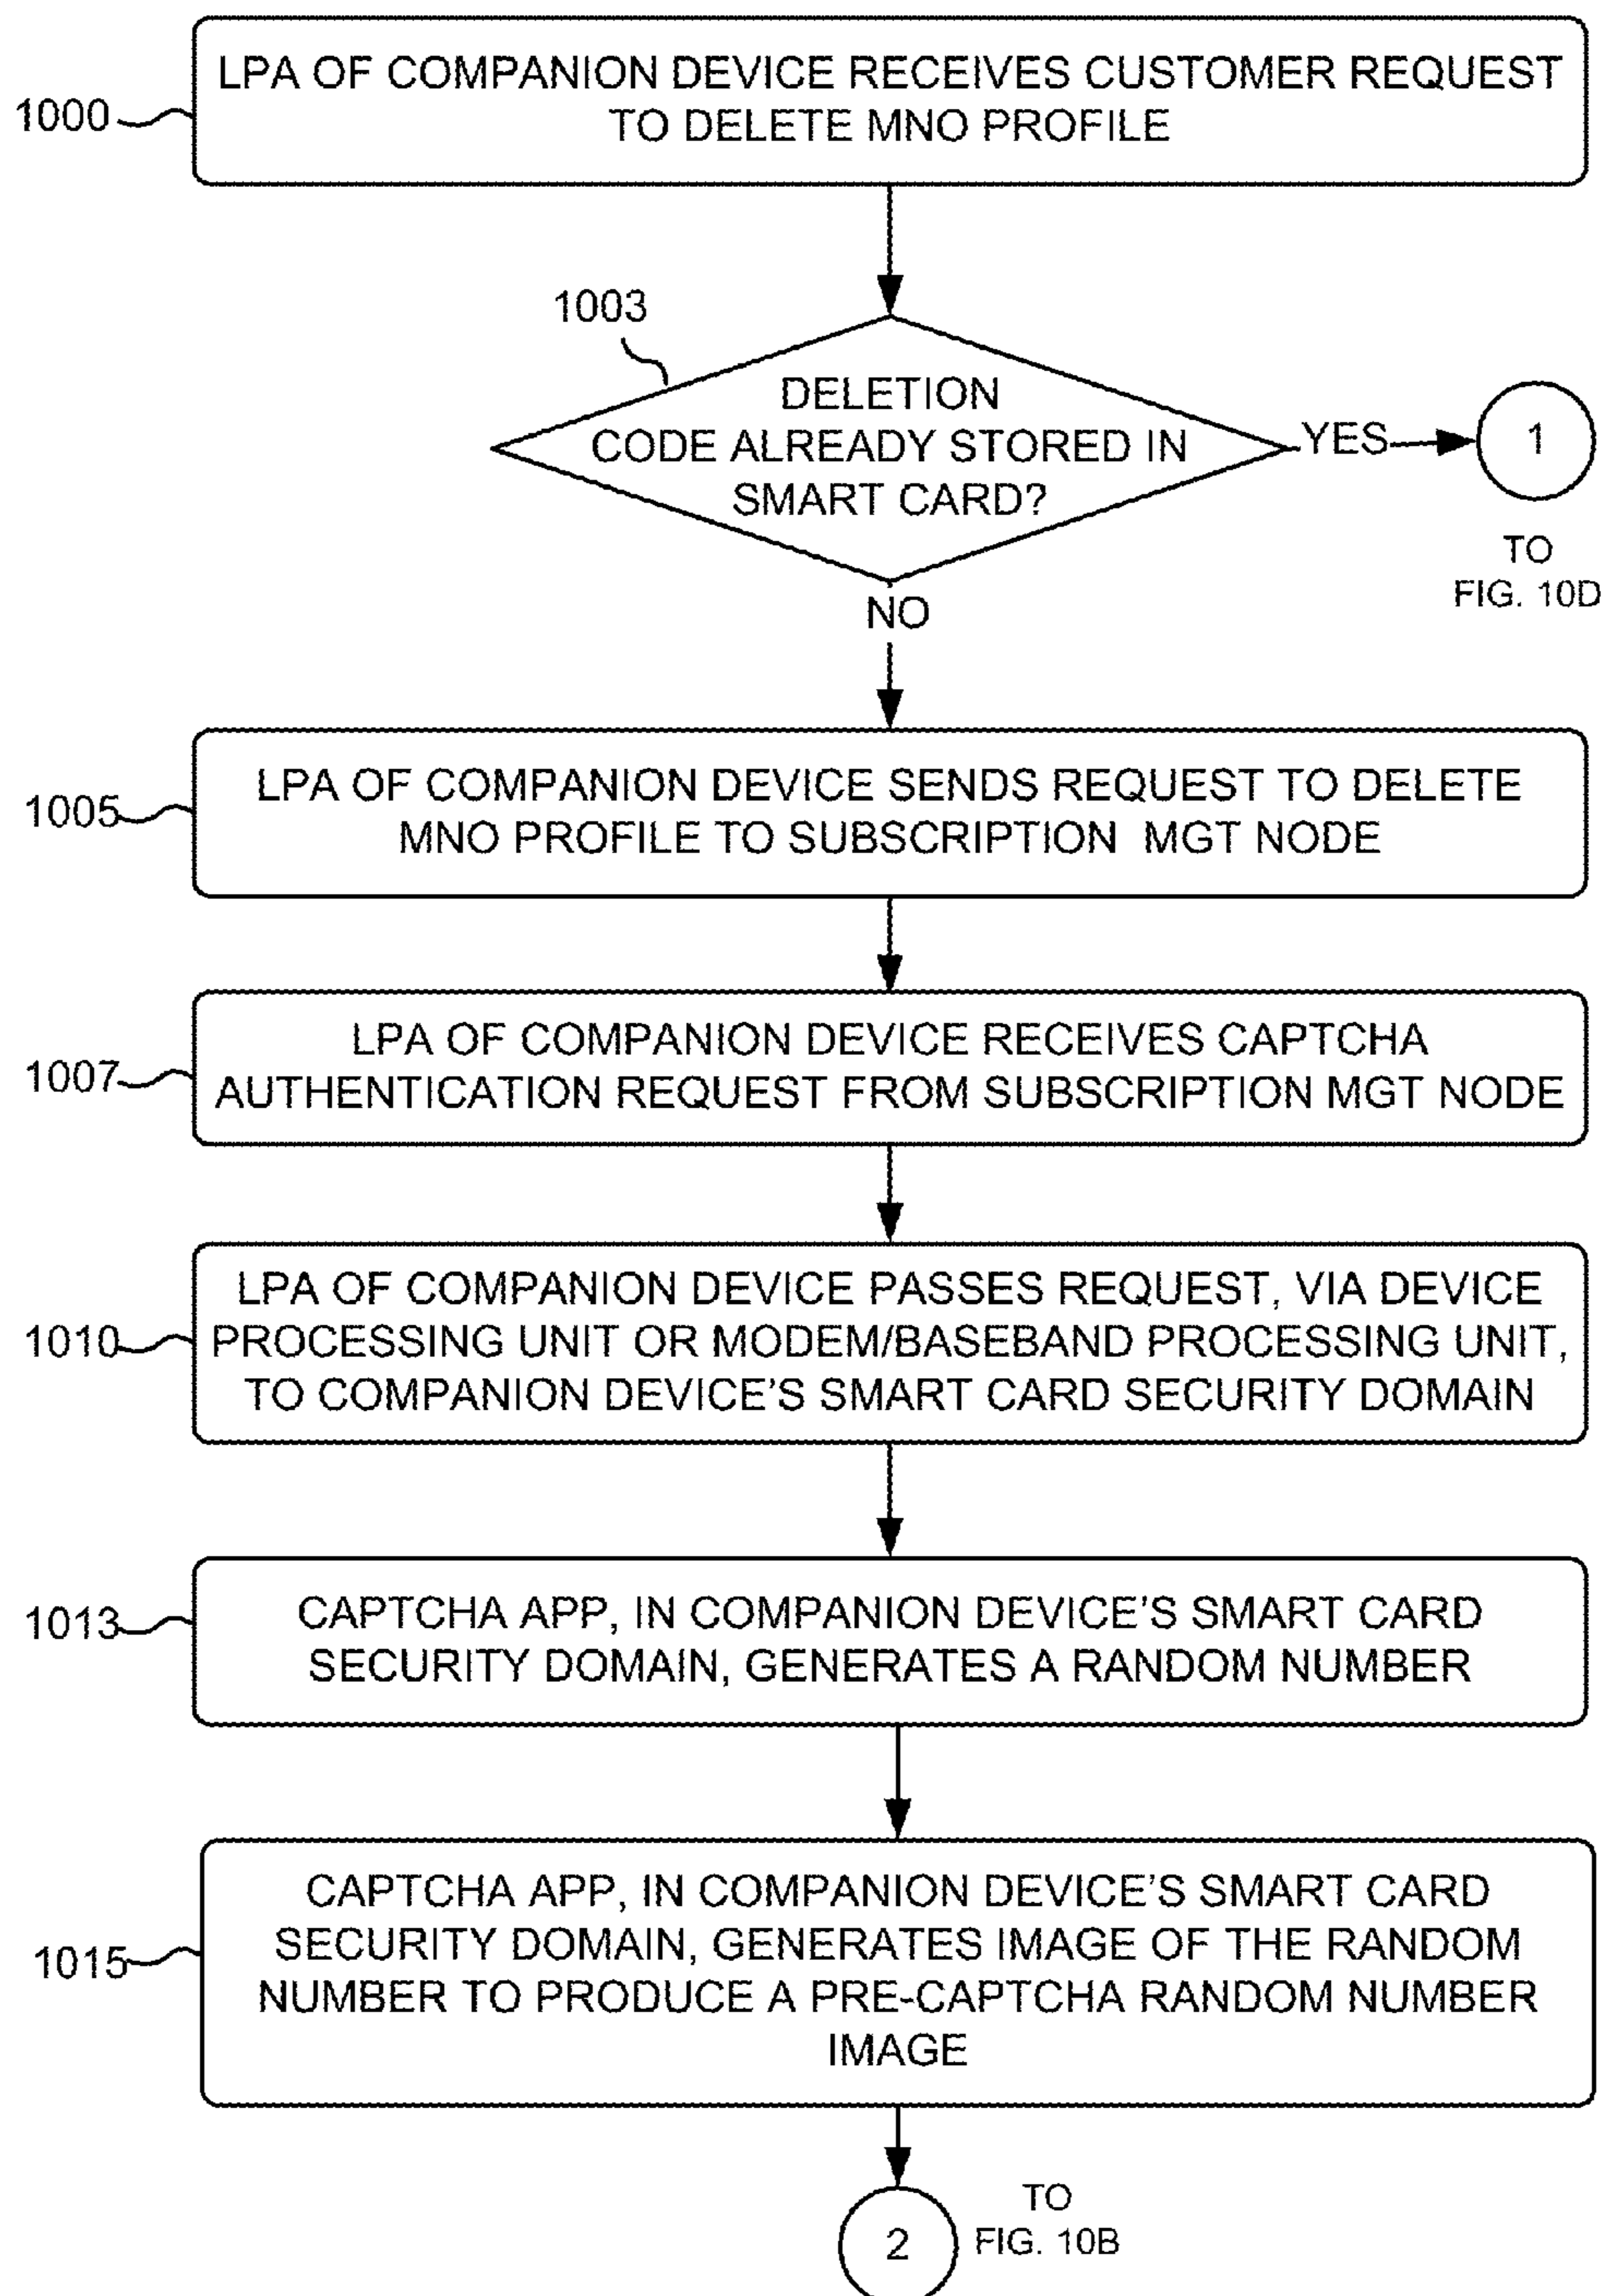 LPA OF COMPANION DEVICE RECEIVES CUSTOMER REQUEST
TO DELETE MNO PROFILE
1000
1003
DELETION
CODE ALREADY STORED IN
SMART CARD?
YES
1
TO
FIG. 10D
NO
LPA OF COMPANION DEVICE SENDS REQUEST TO DELETE
MNO PROFILE TO SUBSCRIPTION MGT NODE
1005
LPA OF COMPANION DEVICE RECEIVES CAPTCHA
AUTHENTICATION REQUEST FROM SUBSCRIPTION MGT NODE
1007
LPA OF COMPANION DEVICE PASSES REQUEST, VIA DEVICE
PROCESSING UNIT OR MODEM/BASEBAND PROCESSING UNIT,
TO COMPANION DEVICE'S SMART CARD SECURITY DOMAIN
1010
CAPTCHA APP, IN COMPANION DEVICE'S SMART CARD
SECURITY DOMAIN, GENERATES A RANDOM NUMBER
1013
CAPTCHA APP, IN COMPANION DEVICE'S SMART CARD
SECURITY DOMAIN, GENERATES IMAGE OF THE RANDOM
NUMBER TO PRODUCE A PRE-CAPTCHA RANDOM NUMBER
IMAGE
1015
2
TO
FIG. 10B